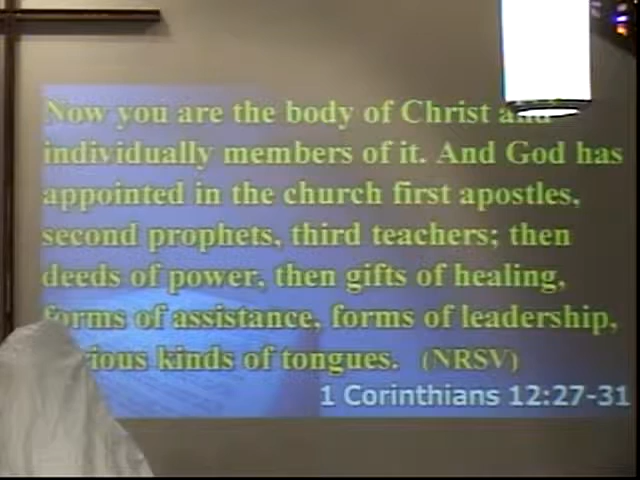 Now you are the body of Christ and
individually members of it. And God has
appointed in the church first apostles,
second prophets, third teachers; then
deeds of power, then gifts of healing,
forms of assistance, forms of leadership,
kinds of tongues. (NRSV)
1 Corinthians 12:27-31